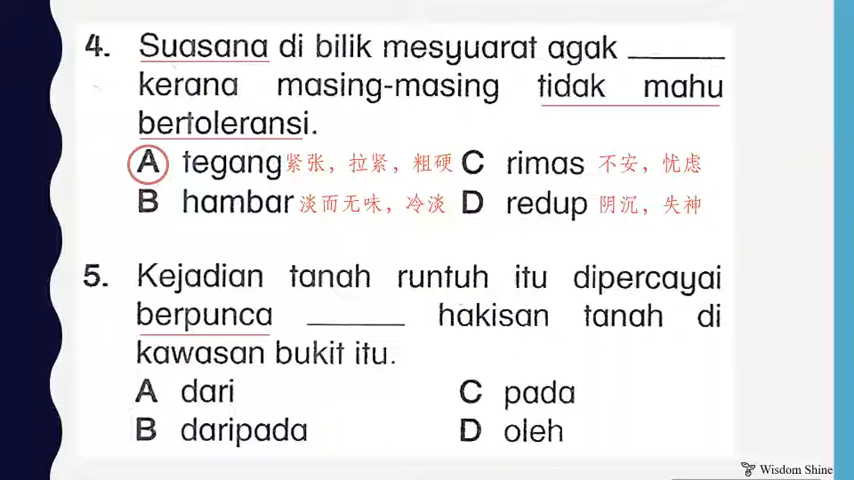 4. Suasana di bilik mesyuarat agak ______
kerana masing-masing tidak mahu
bertoleransi.
A tegang 紧张，拉紧，粗硬 C rimas 不安，忧虑
B hambar 淡而无味，冷淡 D redup 阴沉，失神
5. Kejadian tanah runtuh itu dipercayai
berpunca ______ hakisan tanah di
kawasan bukit itu.
A dari C pada
B daripada D oleh
Wisdom Shine